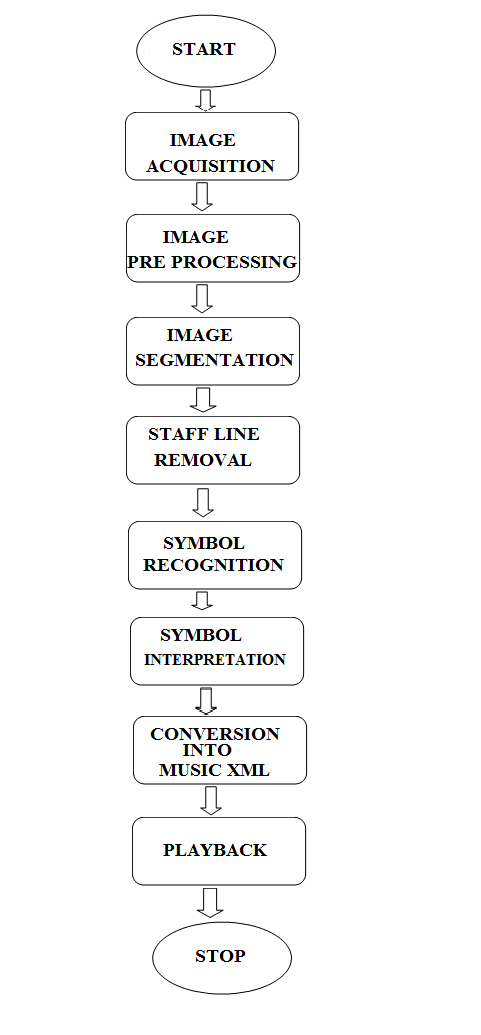 START
IMAGE
ACQUISITION
IMAGE
PRE PROCESSING
IMAGE
SEGMENTATION
STAFF LINE
REMOVAL
SYMBOL
RECOGNITION
SYMBOL
INTERPRETATION
CONVERSION
INTO
MUSIC XML
PLAYBACK
STOP